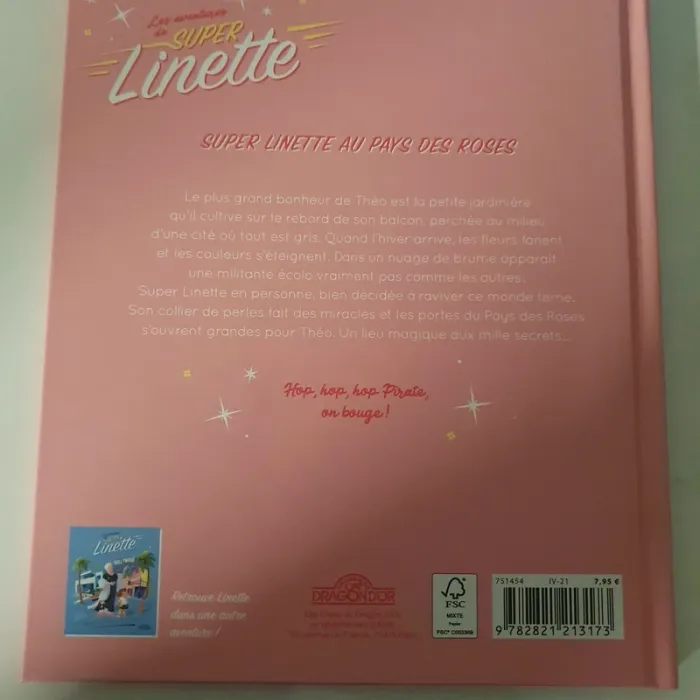 Les aventures
de SUPER
Linette
SUPER LINETTE AU PAYS DES ROSES
Le plus grand bonheur de Théo est la petite jardinière
qu'il cultive sur le rebord de son balcon, perchée au milieu
d'une cité où tout est gris. Quand l'hiver arrive, les fleurs fanent
et les couleurs s'éteignent. Dans un nuage de brume apparaît
une militante écolo vraiment pas comme les autres.
Super Linette en personne, bien décidée à raviver ce monde terne.
Son collier de perles fait des miracles et les portes du Pays des Roses
s'ouvrent grandes pour Théo. Un lieu magique aux mille secrets...
Hop, hop, hop Pirate,
on bouge !
Linette
Retrouve Linette
dans une autre
aventure !
DRAGON D'OR
FSC
MIXTE
Papier
751454 IV-21 7,95 €
9 782821 213173